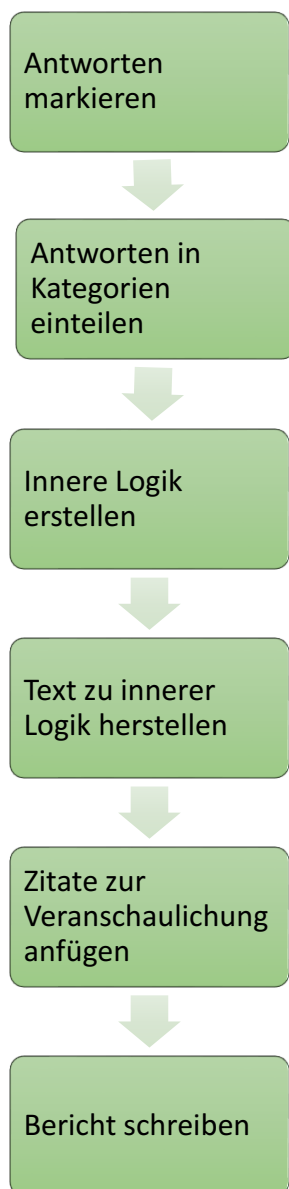 Antworten
markieren
Antworten in
Kategorien
einteilen
Innere Logik
erstellen
Text zu innerer
Logik herstellen
Zitate zur
Veranschaulichung
anfügen
Bericht schreiben